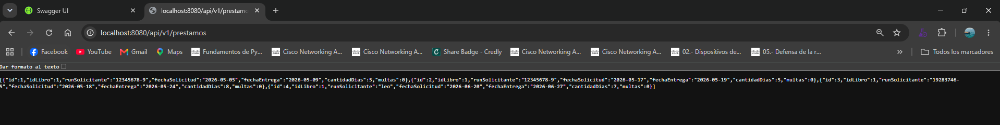 Swagger UI
localhost:8080/api/v1/prestamo
localhost:8080/api/v1/prestamos
Facebook
YouTube
Gmail
Maps
Fundamentos de Py...
Cisco Networking A...
Cisco Networking A...
Share Badge - Credly
Cisco Networking A...
Cisco Networking A...
02.- Dispositivos de...
05.- Defensa de la r...
Todos los marcadores
Dar formato al texto
[{"id":1,"idLibro":1,"runSolicitante":"12345678-9","fechaSolicitud":"2026-05-05","fechaEntrega":"2026-05-09","cantidadDias":5,"multas":0},{"id":2,"idLibro":1,"runSolicitante":"12345678-9","fechaSolicitud":"2026-05-17","fechaEntrega":"2026-05-19","cantidadDias":5,"multas":0},{"id":3,"idLibro":1,"runSolicitante":"19283746-
5","fechaSolicitud":"2026-05-18","fechaEntrega":"2026-05-24","cantidadDias":8,"multas":0},{"id":4,"idLibro":1,"runSolicitante":"leo","fechaSolicitud":"2026-06-20","fechaEntrega":"2026-06-27","cantidadDias":7,"multas":0}]